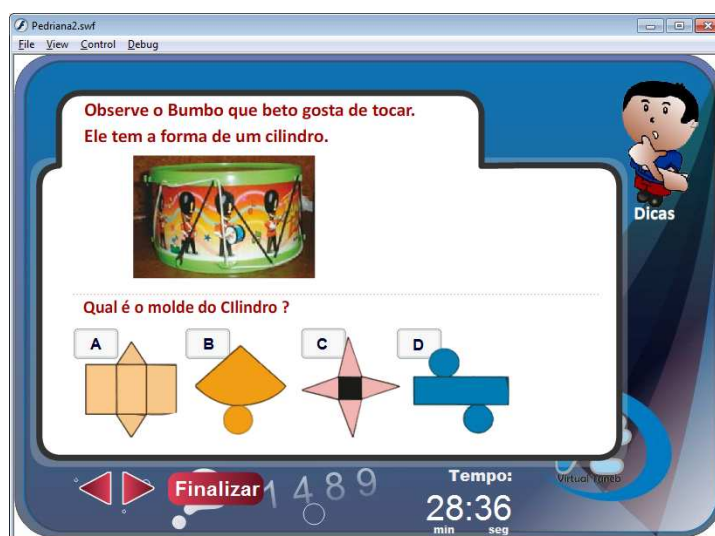 Pedriana2.swf
File View Control Debug
Observe o Bumbo que beto gosta de tocar.
Ele tem a forma de um cilindro.
Dicas
Qual é o molde do CIlindro ?
A
B
C
D
Finalizar
1 4 8 9
Tempo:
28:36
min seg
Virtual Taneb